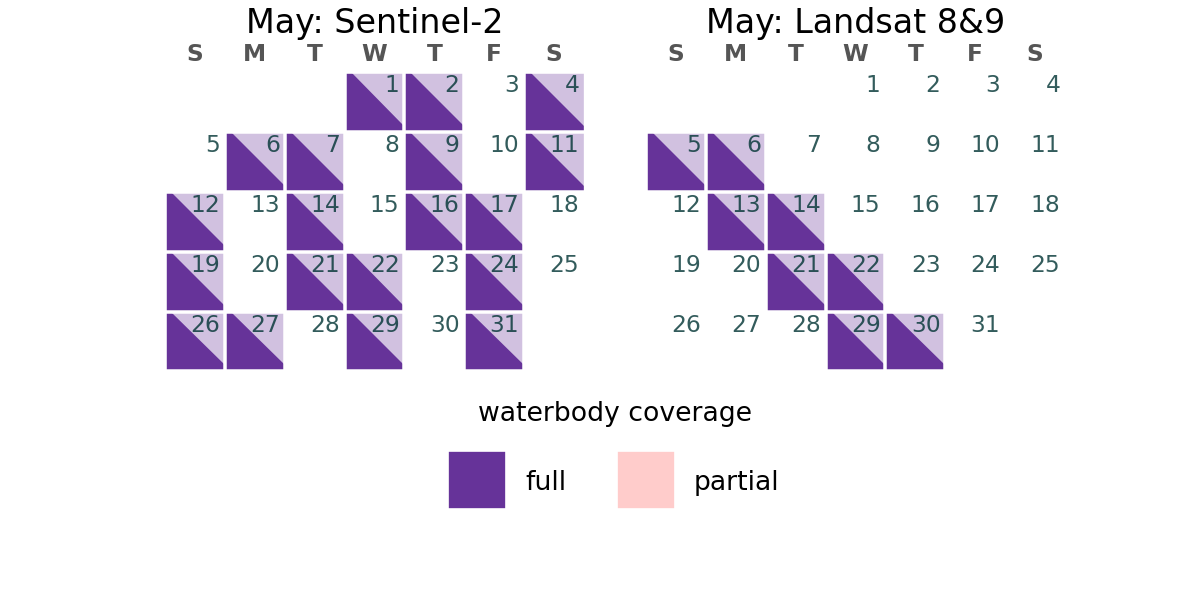 May: Sentinel-2
S M T W T F S
1 2 3 4
5 6 7 8 9 10 11
12 13 14 15 16 17 18
19 20 21 22 23 24 25
26 27 28 29 30 31
May: Landsat 8&9
S M T W T F S
1 2 3 4
5 6 7 8 9 10 11
12 13 14 15 16 17 18
19 20 21 22 23 24 25
26 27 28 29 30 31
waterbody coverage
full partial